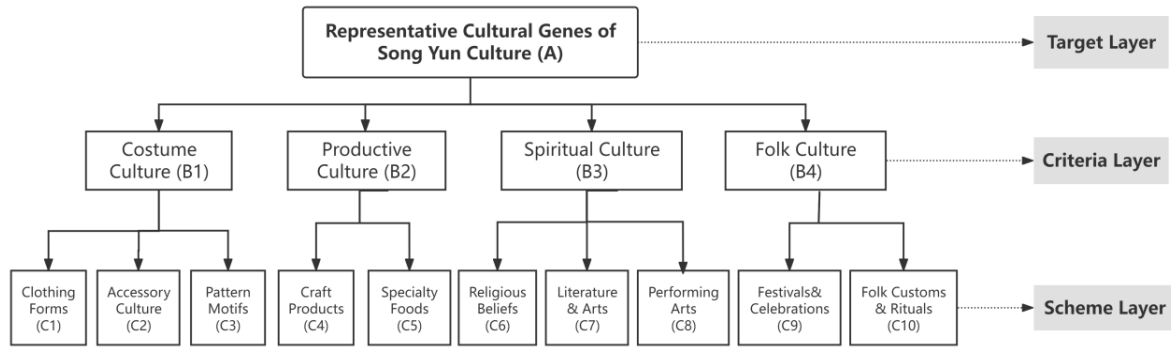 Representative Cultural Genes of
Song Yun Culture (A)
Target Layer
Costume
Culture (B1)
Productive
Culture (B2)
Spiritual Culture
(B3)
Folk Culture
(B4)
Criteria Layer
Clothing
Forms
(C1)
Accessory
Culture
(C2)
Pattern
Motifs
(C3)
Craft
Products
(C4)
Specialty
Foods
(C5)
Religious
Beliefs
(C6)
Literature
& Arts
(C7)
Performing
Arts
(C8)
Festivals&
Celebrations
(C9)
Folk Customs
& Rituals
(C10)
Scheme Layer